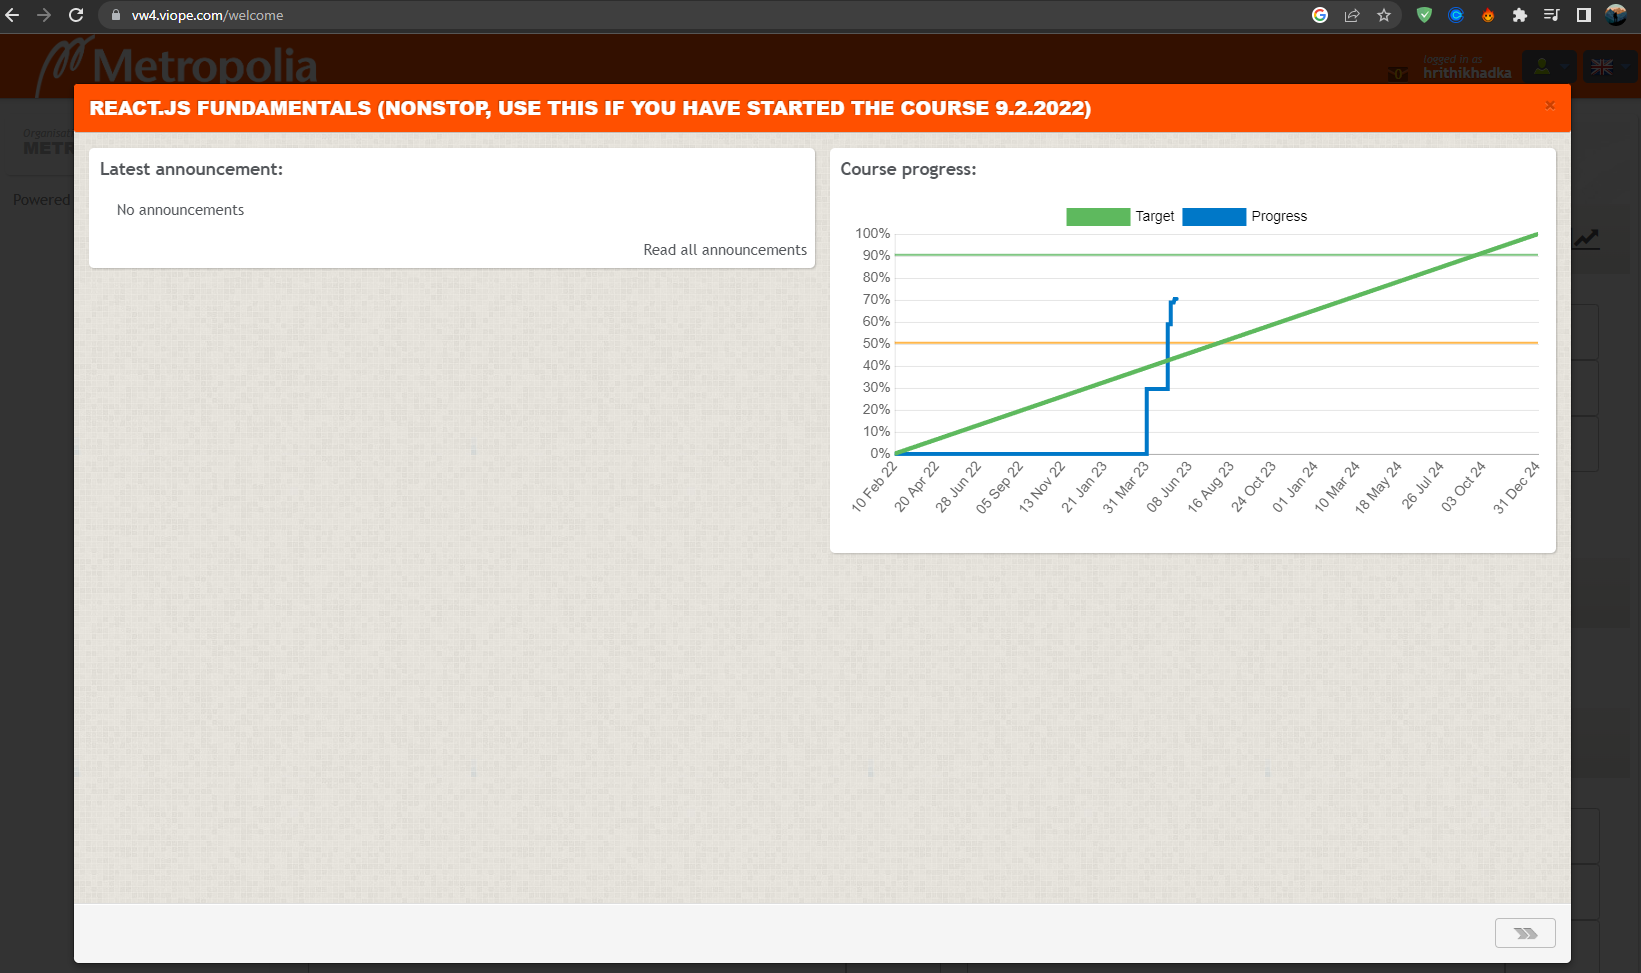 vw4.viope.com/welcome
Metropolia
logged in as
hrithikhadka
0
REACT.JS FUNDAMENTALS (NONSTOP, USE THIS IF YOU HAVE STARTED THE COURSE 9.2.2022)
×
METR
Powered
Latest announcement:
No announcements
Read all announcements
Course progress:
Target Progress
100%
90%
80%
70%
60%
50%
40%
30%
20%
10%
0%
10 Feb 22
20 Apr 22
28 Jun 22
05 Sep 22
13 Nov 22
21 Jan 23
31 Mar 23
08 Jun 23
16 Aug 23
24 Oct 23
01 Jan 24
10 Mar 24
18 May 24
26 Jul 24
03 Oct 24
31 Dec 24